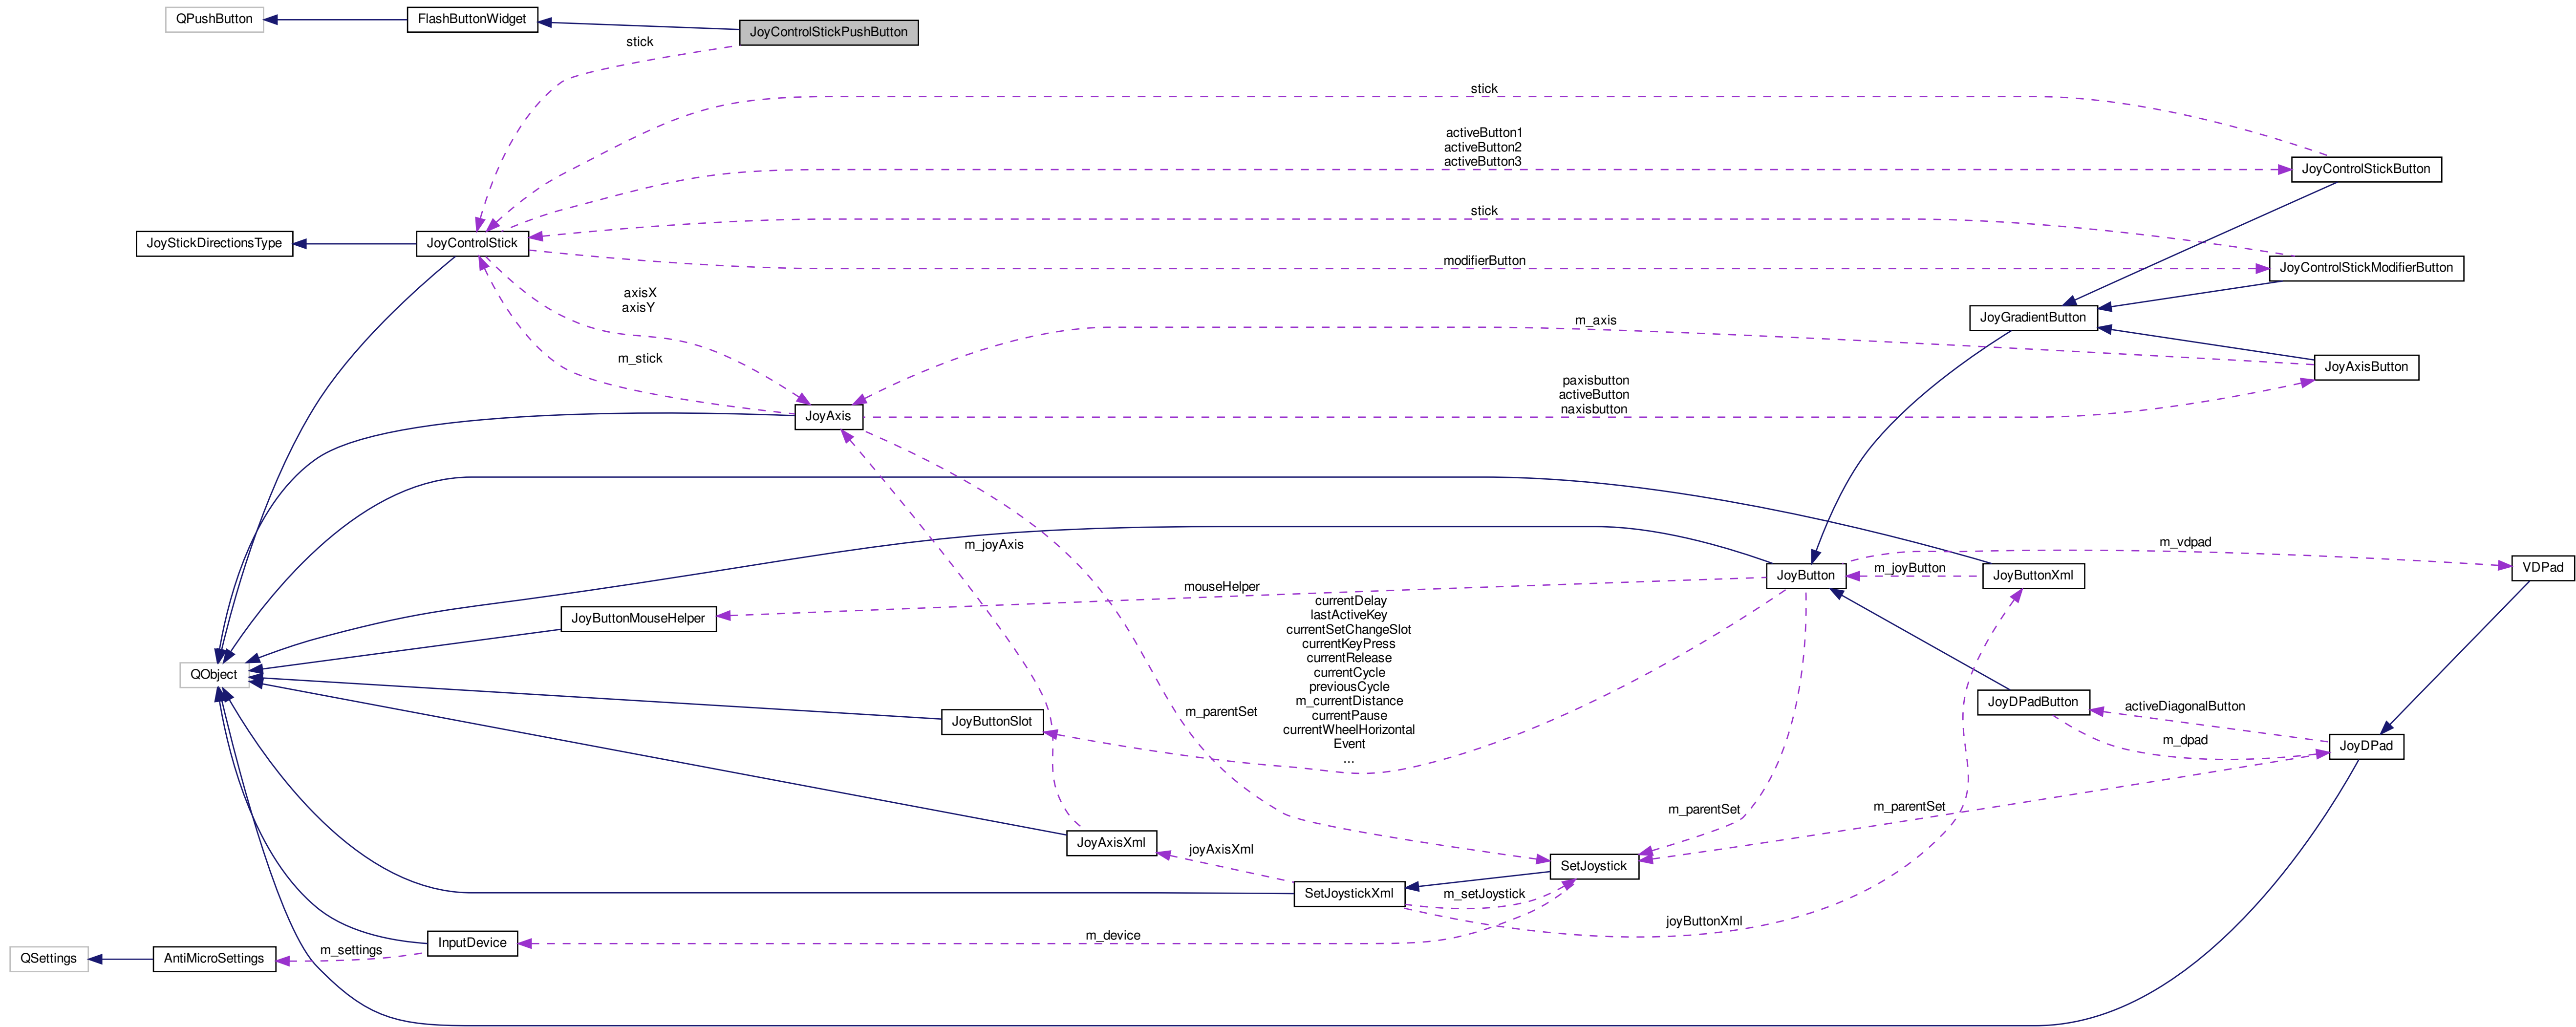 QPushButton
FlashButtonWidget
JoyControlStickPushButton
stick
stick
activeButton1
activeButton2
activeButton3
JoyControlStickButton
stick
JoyStickDirectionsType
JoyControlStick
modifierButton
JoyControlStickModifierButton
axisX
axisY
JoyGradientButton
m_axis
m_stick
JoyAxisButton
paxisbutton
activeButton
naxisbutton
JoyAxis
m_joyAxis
m_vdpad
JoyButton
m_joyButton
JoyButtonXml
VDPad
mouseHelper
JoyButtonMouseHelper
currentDelay
lastActiveKey
currentSetChangeSlot
currentKeyPress
currentRelease
currentCycle
previousCycle
m_currentDistance
currentPause
currentWheelHorizontal
Event
...
QObject
JoyButtonSlot
m_parentSet
JoyDPadButton
activeDiagonalButton
m_dpad
JoyDPad
m_parentSet
m_parentSet
JoyAxisXml
joyAxisXml
SetJoystick
SetJoystickXml
m_setJoystick
joyButtonXml
m_device
InputDevice
m_settings
AntiMicroSettings
QSettings